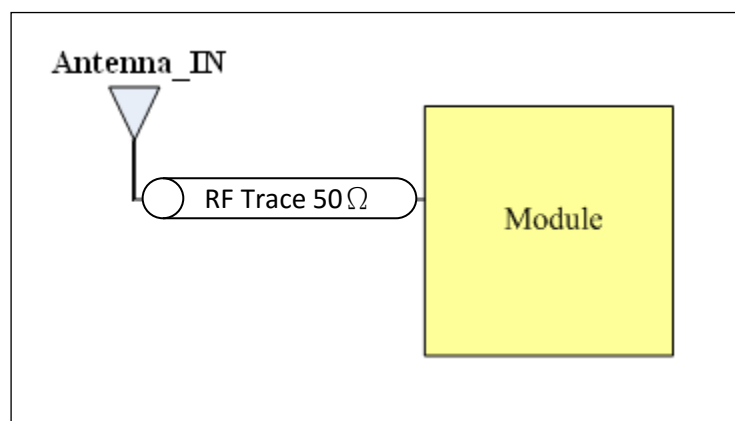 Antenna_IN
RF Trace 50Ω
Module